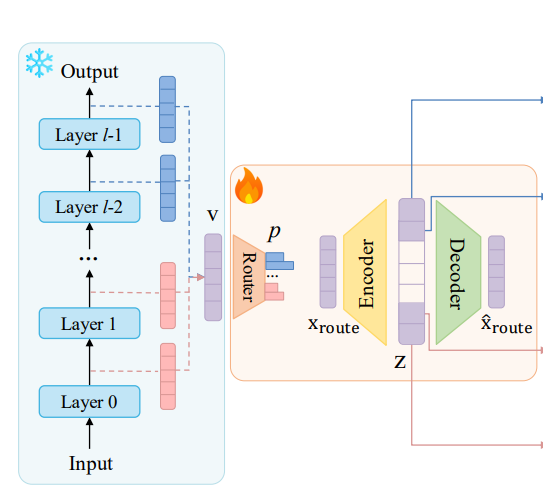 Output
Layer l-1
Layer l-2
...
Layer 1
Layer 0
Input
v
Router
p
...
x_route
Encoder
z
Decoder
x̂_route